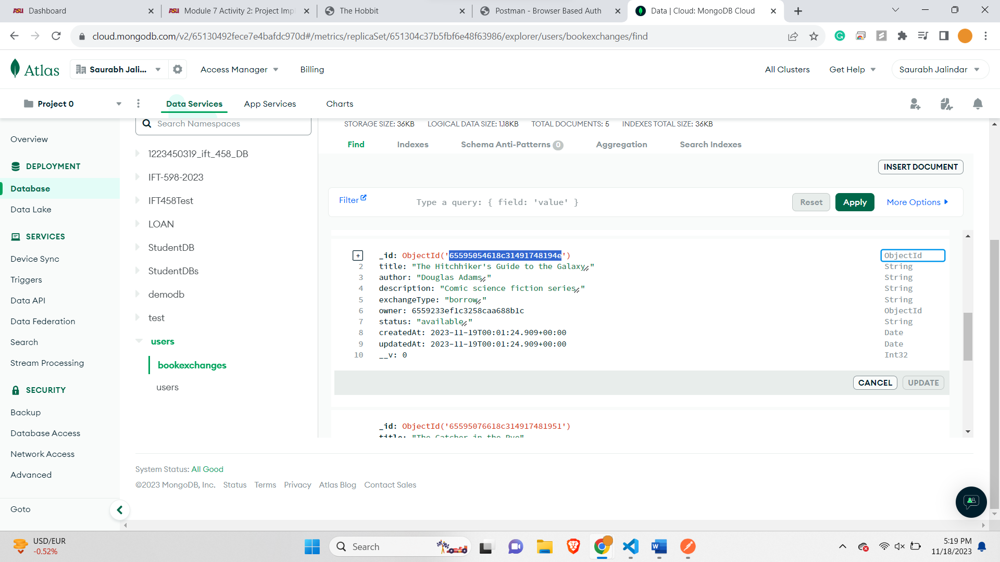 Dashboard
Module 7 Activity 2: Project Impl
The Hobbit
Postman - Browser Based Auth
Data | Cloud: MongoDB Cloud
cloud.mongodb.com/v2/65130492fece7e4bafdc970d#/metrics/replicaSet/651304c37b5fbf6e48f63986/explorer/users/bookexchanges/find
Atlas
Saurabh Jali...
Access Manager
Billing
All Clusters
Get Help
Saurabh Jalindar
Project 0
Data Services
App Services
Charts
Search Namespaces
STORAGE SIZE: 36KB LOGICAL DATA SIZE: 1.18KB TOTAL DOCUMENTS: 5 INDEXES TOTAL SIZE: 36KB
Overview
DEPLOYMENT
Database
Data Lake
SERVICES
Device Sync
Triggers
Data API
Data Federation
Search
Stream Processing
SECURITY
Backup
Database Access
Network Access
Advanced
Goto
1223450319_ift_458_DB
IFT-598-2023
IFT458Test
LOAN
StudentDB
StudentDBs
demodb
test
users
bookexchanges
users
Find
Indexes
Schema Anti-Patterns 0
Aggregation
Search Indexes
INSERT DOCUMENT
Filter
Type a query: { field: 'value' }
Reset
Apply
More Options
_id: ObjectId('65595054618c31491748194e') ObjectId
2 title: "The Hitchhiker's Guide to the Galaxy" String
3 author: "Douglas Adams" String
4 description: "Comic science fiction series" String
5 exchangeType: "borrow" String
6 owner: 6559233ef1c3258caa688b1c ObjectId
7 status: "available" String
8 createdAt: 2023-11-19T00:01:24.909+00:00 Date
9 updatedAt: 2023-11-19T00:01:24.909+00:00 Date
10 __v: 0 Int32
CANCEL
UPDATE
_id: ObjectId('65595076618c314917481951')
title: "The Catcher in the Rye"
System Status: All Good
©2023 MongoDB, Inc. Status Terms Privacy Atlas Blog Contact Sales
USD/EUR
-0.52%
Search
5:19 PM
11/18/2023